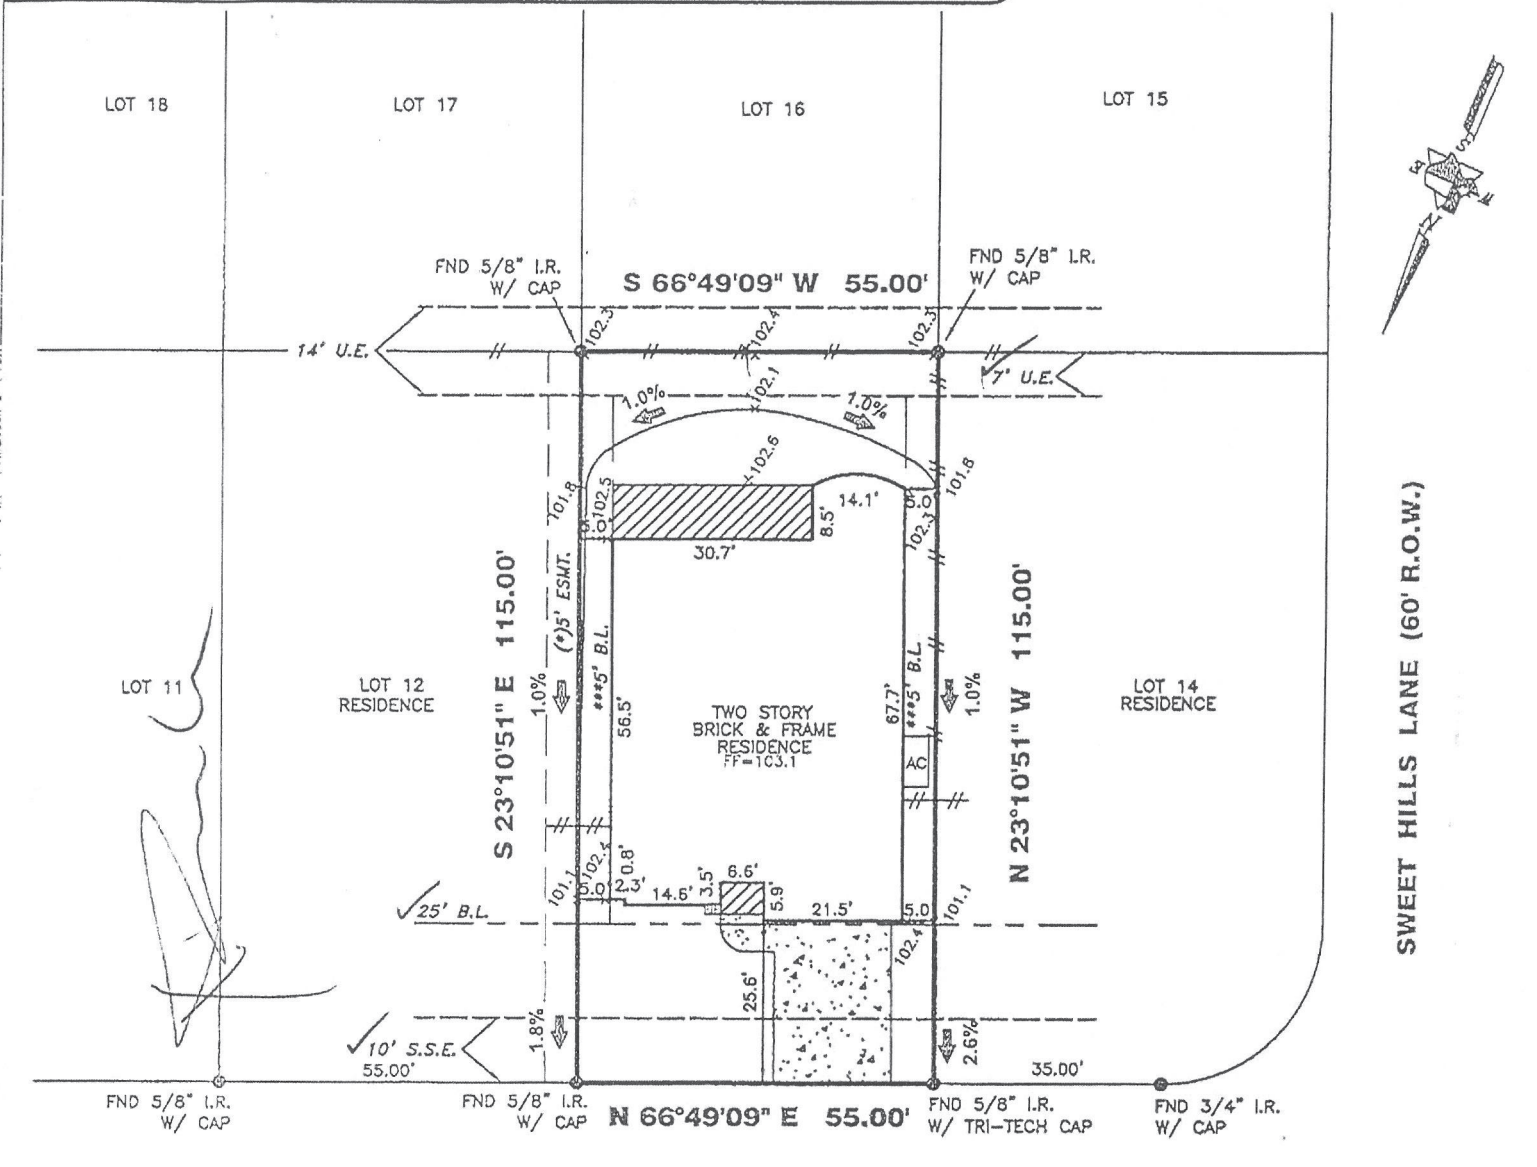 LOT 18
LOT 17
LOT 16
LOT 15
FND 5/8" I.R.
W/ CAP
S 66°49'09" W 55.00'
FND 5/8" I.R.
W/ CAP
S
E
W
N
14' U.E.
102.3
102.4
102.3
7' U.E.
1.0%
102.1
1.0%
102.6
101.8
102.5
5.0'
30.7'
8.5'
14.1'
5.0
102.3
101.8
(*)5' ESMT.
S 23°10'51" E 115.00'
***5' B.L.
56.5'
1.0%
67.7'
***5' B.L.
1.0%
N 23°10'51" W 115.00'
SWEET HILLS LANE (60' R.O.W.)
LOT 11
LOT 12
RESIDENCE
TWO STORY
BRICK & FRAME
RESIDENCE
FF=103.1
AC
LOT 14
RESIDENCE
101.1
102.4
5.0
0.8'
2.3'
14.6'
3.5'
6.6'
5.9'
21.5'
5.0
101.1
102.4
25' B.L.
25.6'
1.8%
2.6%
10' S.S.E.
55.00'
35.00'
FND 5/8" I.R.
W/ CAP
FND 5/8" I.R.
W/ CAP
N 66°49'09" E 55.00'
FND 5/8" I.R.
W/ TRI-TECH CAP
FND 3/4" I.R.
W/ CAP